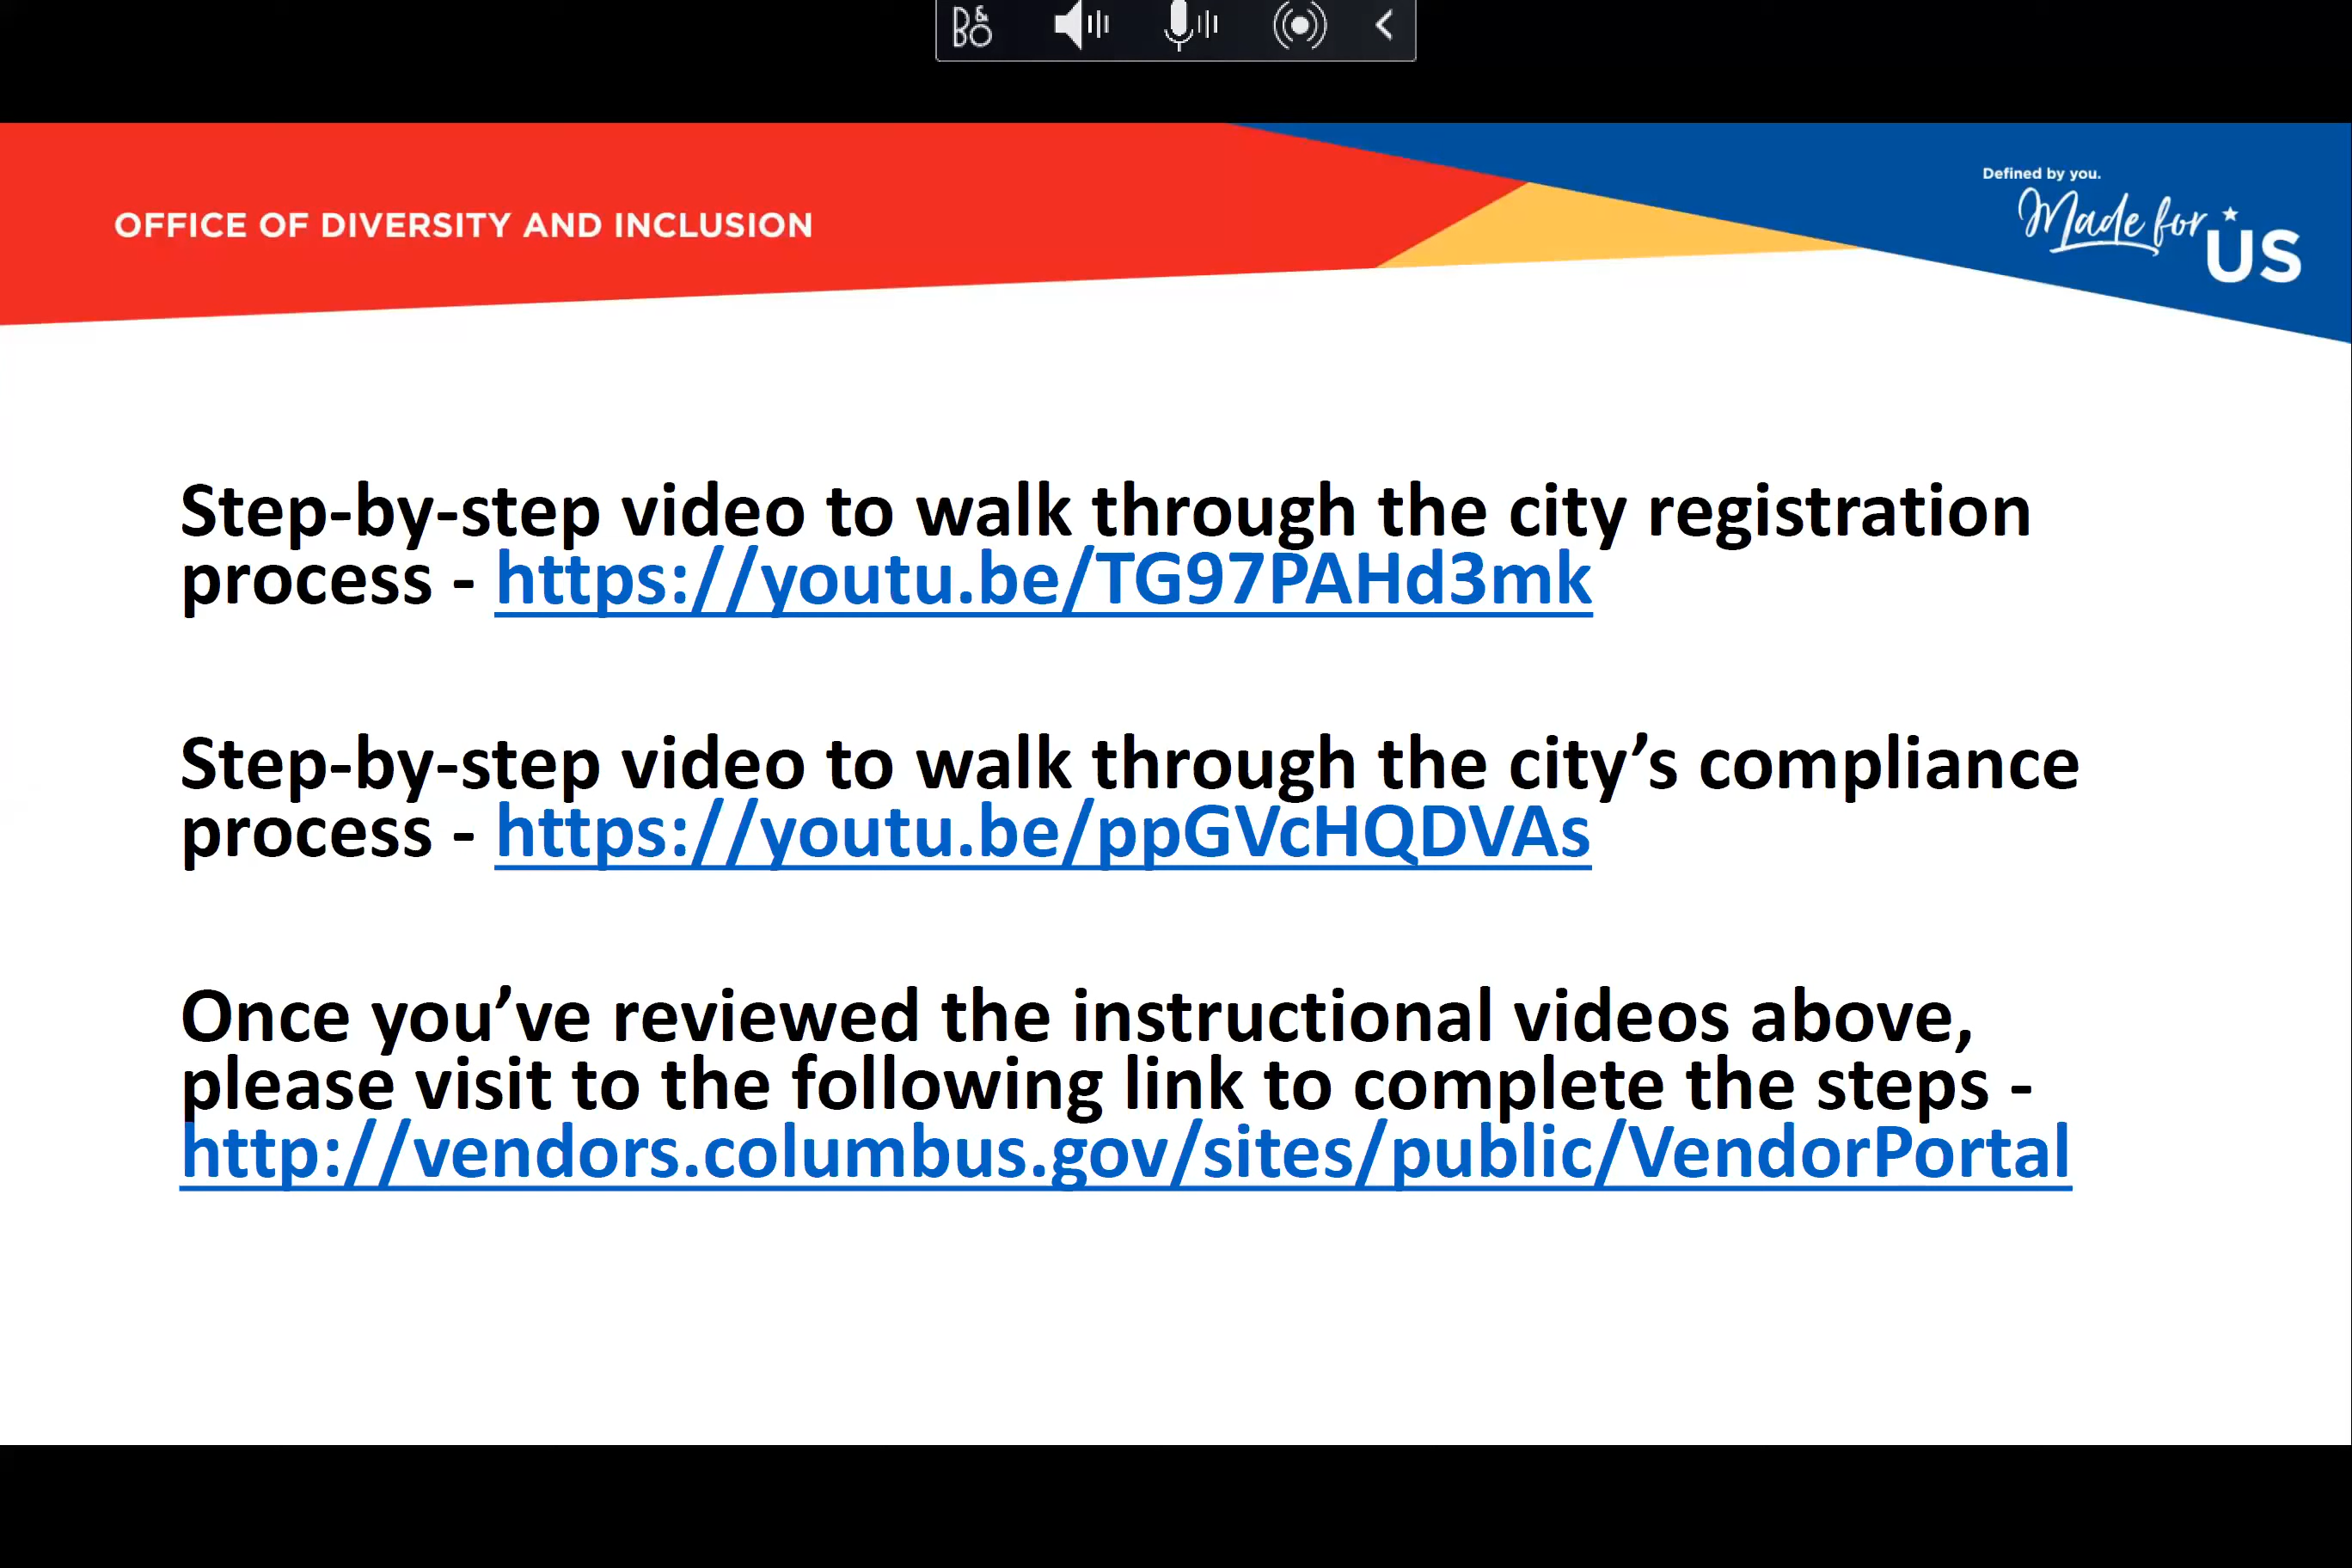 B&O
OFFICE OF DIVERSITY AND INCLUSION
Defined by you.
Made for US
Step-by-step video to walk through the city registration
process - https://youtu.be/TG97PAHd3mk
Step-by-step video to walk through the city’s compliance
process - https://youtu.be/ppGVcHQDVAs
Once you’ve reviewed the instructional videos above,
please visit to the following link to complete the steps -
http://vendors.columbus.gov/sites/public/VendorPortal